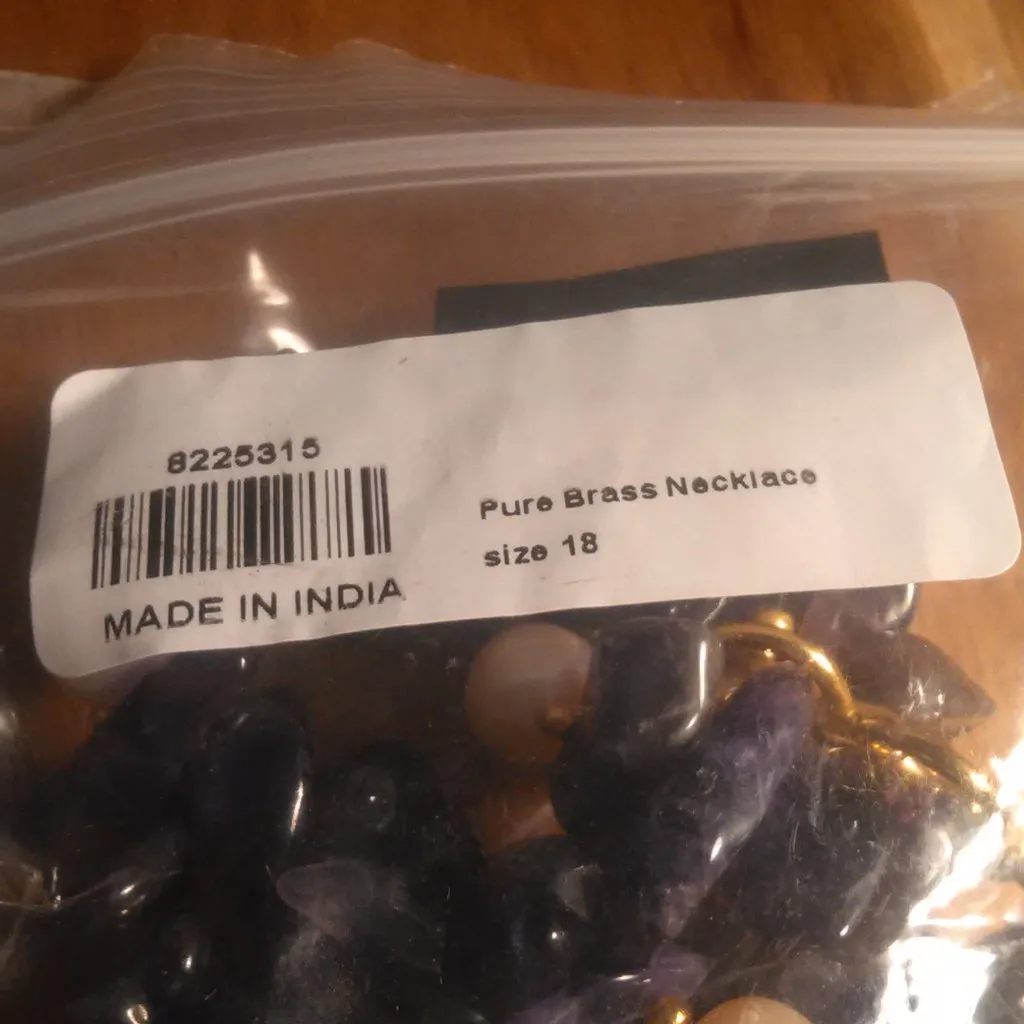 8225315
MADE IN INDIA
Pure Brass Necklace
size 18